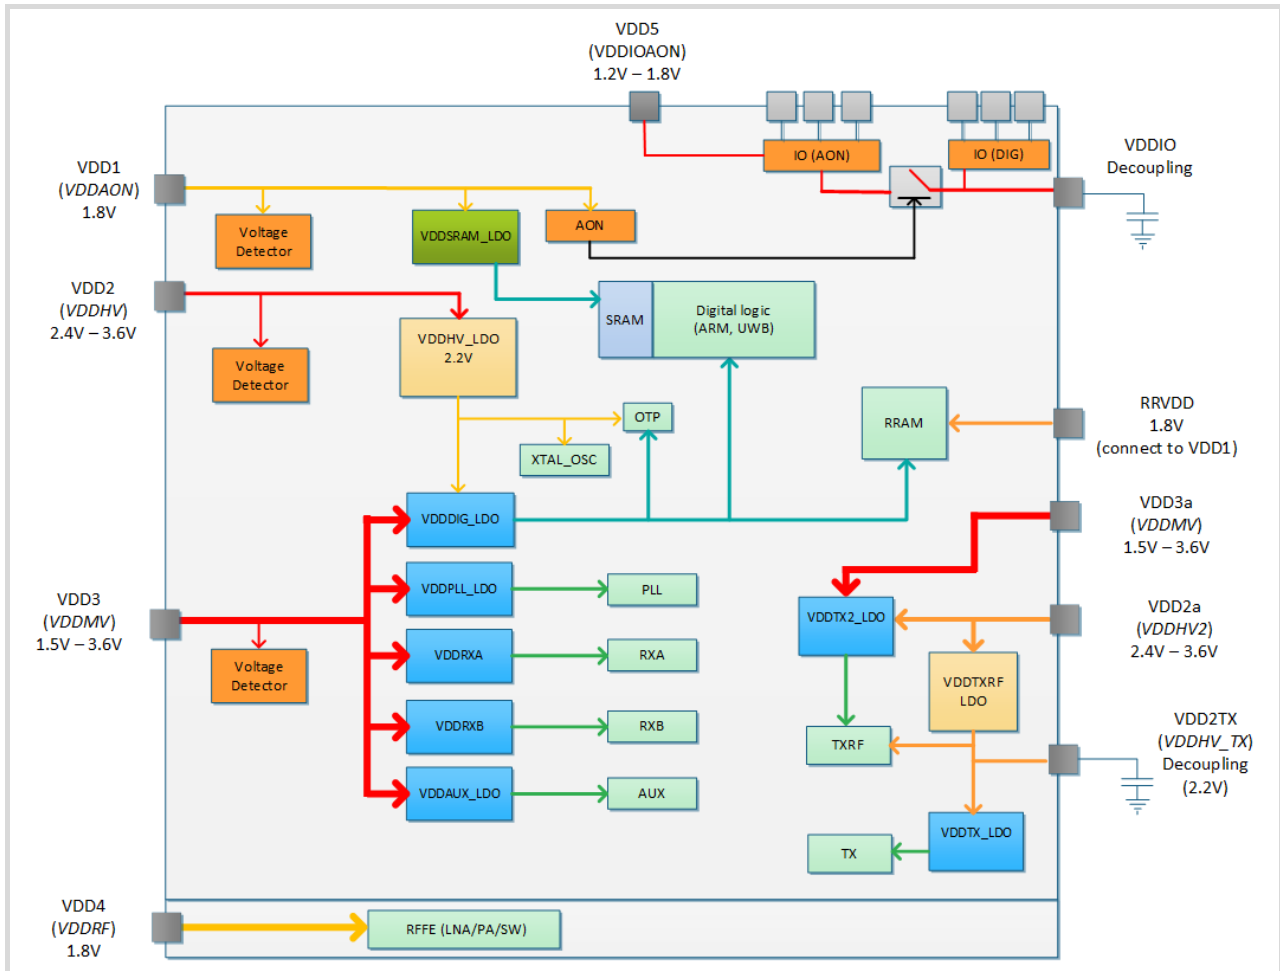 VDD5
(VDDIOAON)
1.2V – 1.8V
IO (AON)
IO (DIG)
VDDIO
Decoupling
VDD1
(VDDAON)
1.8V
Voltage
Detector
VDDSRAM_LDO
AON
VDD2
(VDDHV)
2.4V – 3.6V
VDDHV_LDO
2.2V
SRAM
Digital logic
(ARM, UWB)
Voltage
Detector
OTP
XTAL_OSC
RRAM
RRVDD
1.8V
(connect to VDD1)
VDDDIG_LDO
VDD3a
(VDDMV)
1.5V – 3.6V
VDDPLL_LDO
PLL
VDD3
(VDDMV)
1.5V – 3.6V
VDDTX2_LDO
VDD2a
(VDDHV2)
2.4V – 3.6V
Voltage
Detector
VDDRXA
RXA
VDDTXRF
LDO
VDDRXB
RXB
TXRF
VDD2TX
(VDDHV_TX)
Decoupling
(2.2V)
VDDAUX_LDO
AUX
VDDTX_LDO
TX
VDD4
(VDDRF)
1.8V
RFFE (LNA/PA/SW)